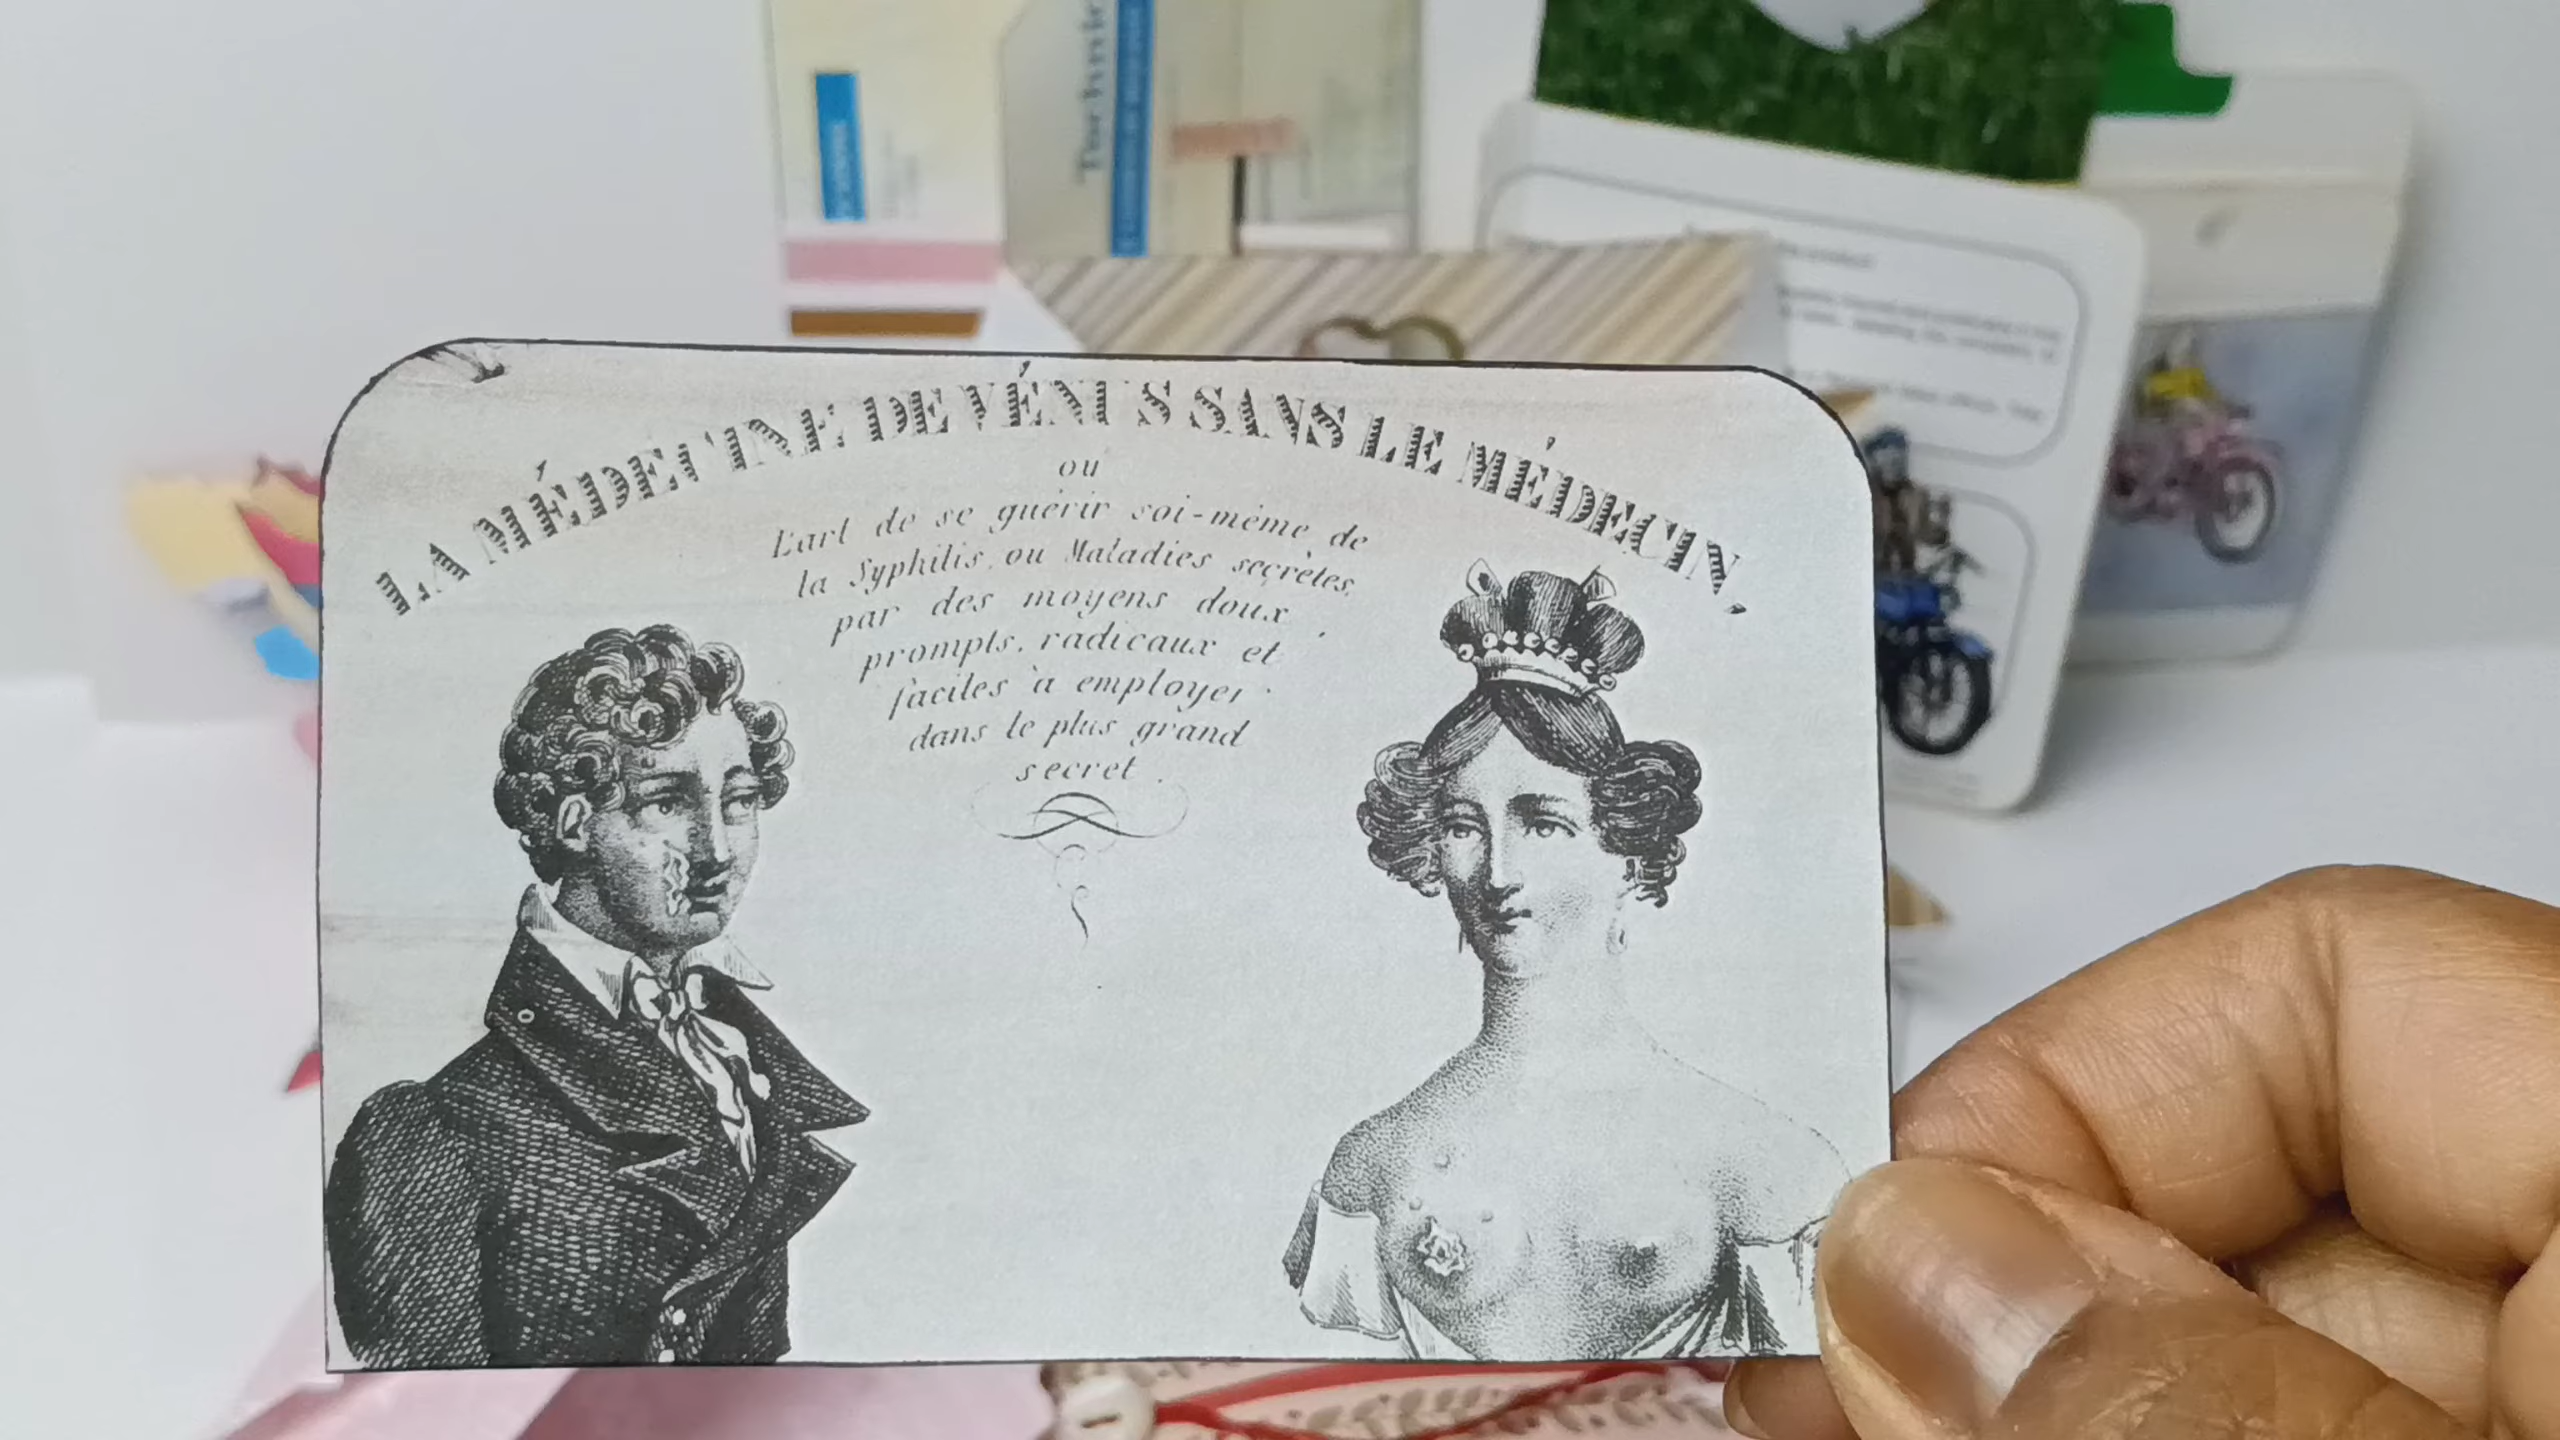 LA MÉDECINE DE VÉNUS SANS LE MÉDECIN,
ou
L'art de se guérir soi-même de
la Syphilis, ou Maladies secrètes,
par des moyens doux,
prompts, radicaux et
faciles à employer
dans le plus grand
secret.